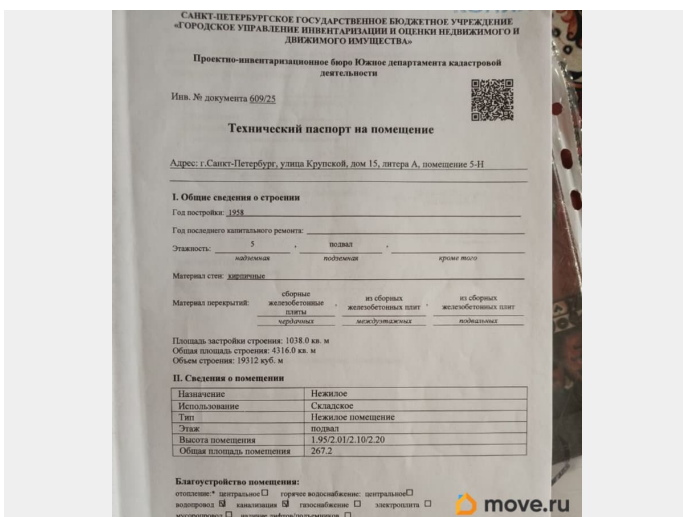 САНКТ-ПЕТЕРБУРГСКОЕ ГОСУДАРСТВЕННОЕ БЮДЖЕТНОЕ УЧРЕЖДЕНИЕ
«ГОРОДСКОЕ УПРАВЛЕНИЕ ИНВЕНТАРИЗАЦИИ И ОЦЕНКИ НЕДВИЖИМОГО И
ДВИЖИМОГО ИМУЩЕСТВА»
Проектно-инвентаризационное бюро Южное департамента кадастровой
деятельности
Инв. № документа 609/25
Технический паспорт на помещение
Адрес: г.Санкт-Петербург, улица Крупской, дом 15, литера А, помещение 5-Н
I. Общие сведения о строении
Год постройки: 1958
Год последнего капитального ремонта:
Этажность: 5 , подвал ,
надземная подземная кроме того
Материал стен: кирпичные
Материал перекрытий: сборные железобетонные плиты , из сборных железобетонных плит , из сборных железобетонных плит
чердачных междуэтажных подвальных
Площадь застройки строения: 1038.0 кв. м
Общая площадь строения: 4316.0 кв. м
Объем строения: 19312 куб. м
II. Сведения о помещении
Назначение Нежилое
Использование Складское
Тип Нежилое помещение
Этаж подвал
Высота помещения 1.95/2.01/2.10/2.20
Общая площадь помещения 267.2
Благоустройство помещения:
отопление:* центральное☐ горячее водоснабжение: центральное☐
водопровод ☑ канализация ☑ газоснабжение ☐ электроплита ☐
мусоропровод ☐
move.ru